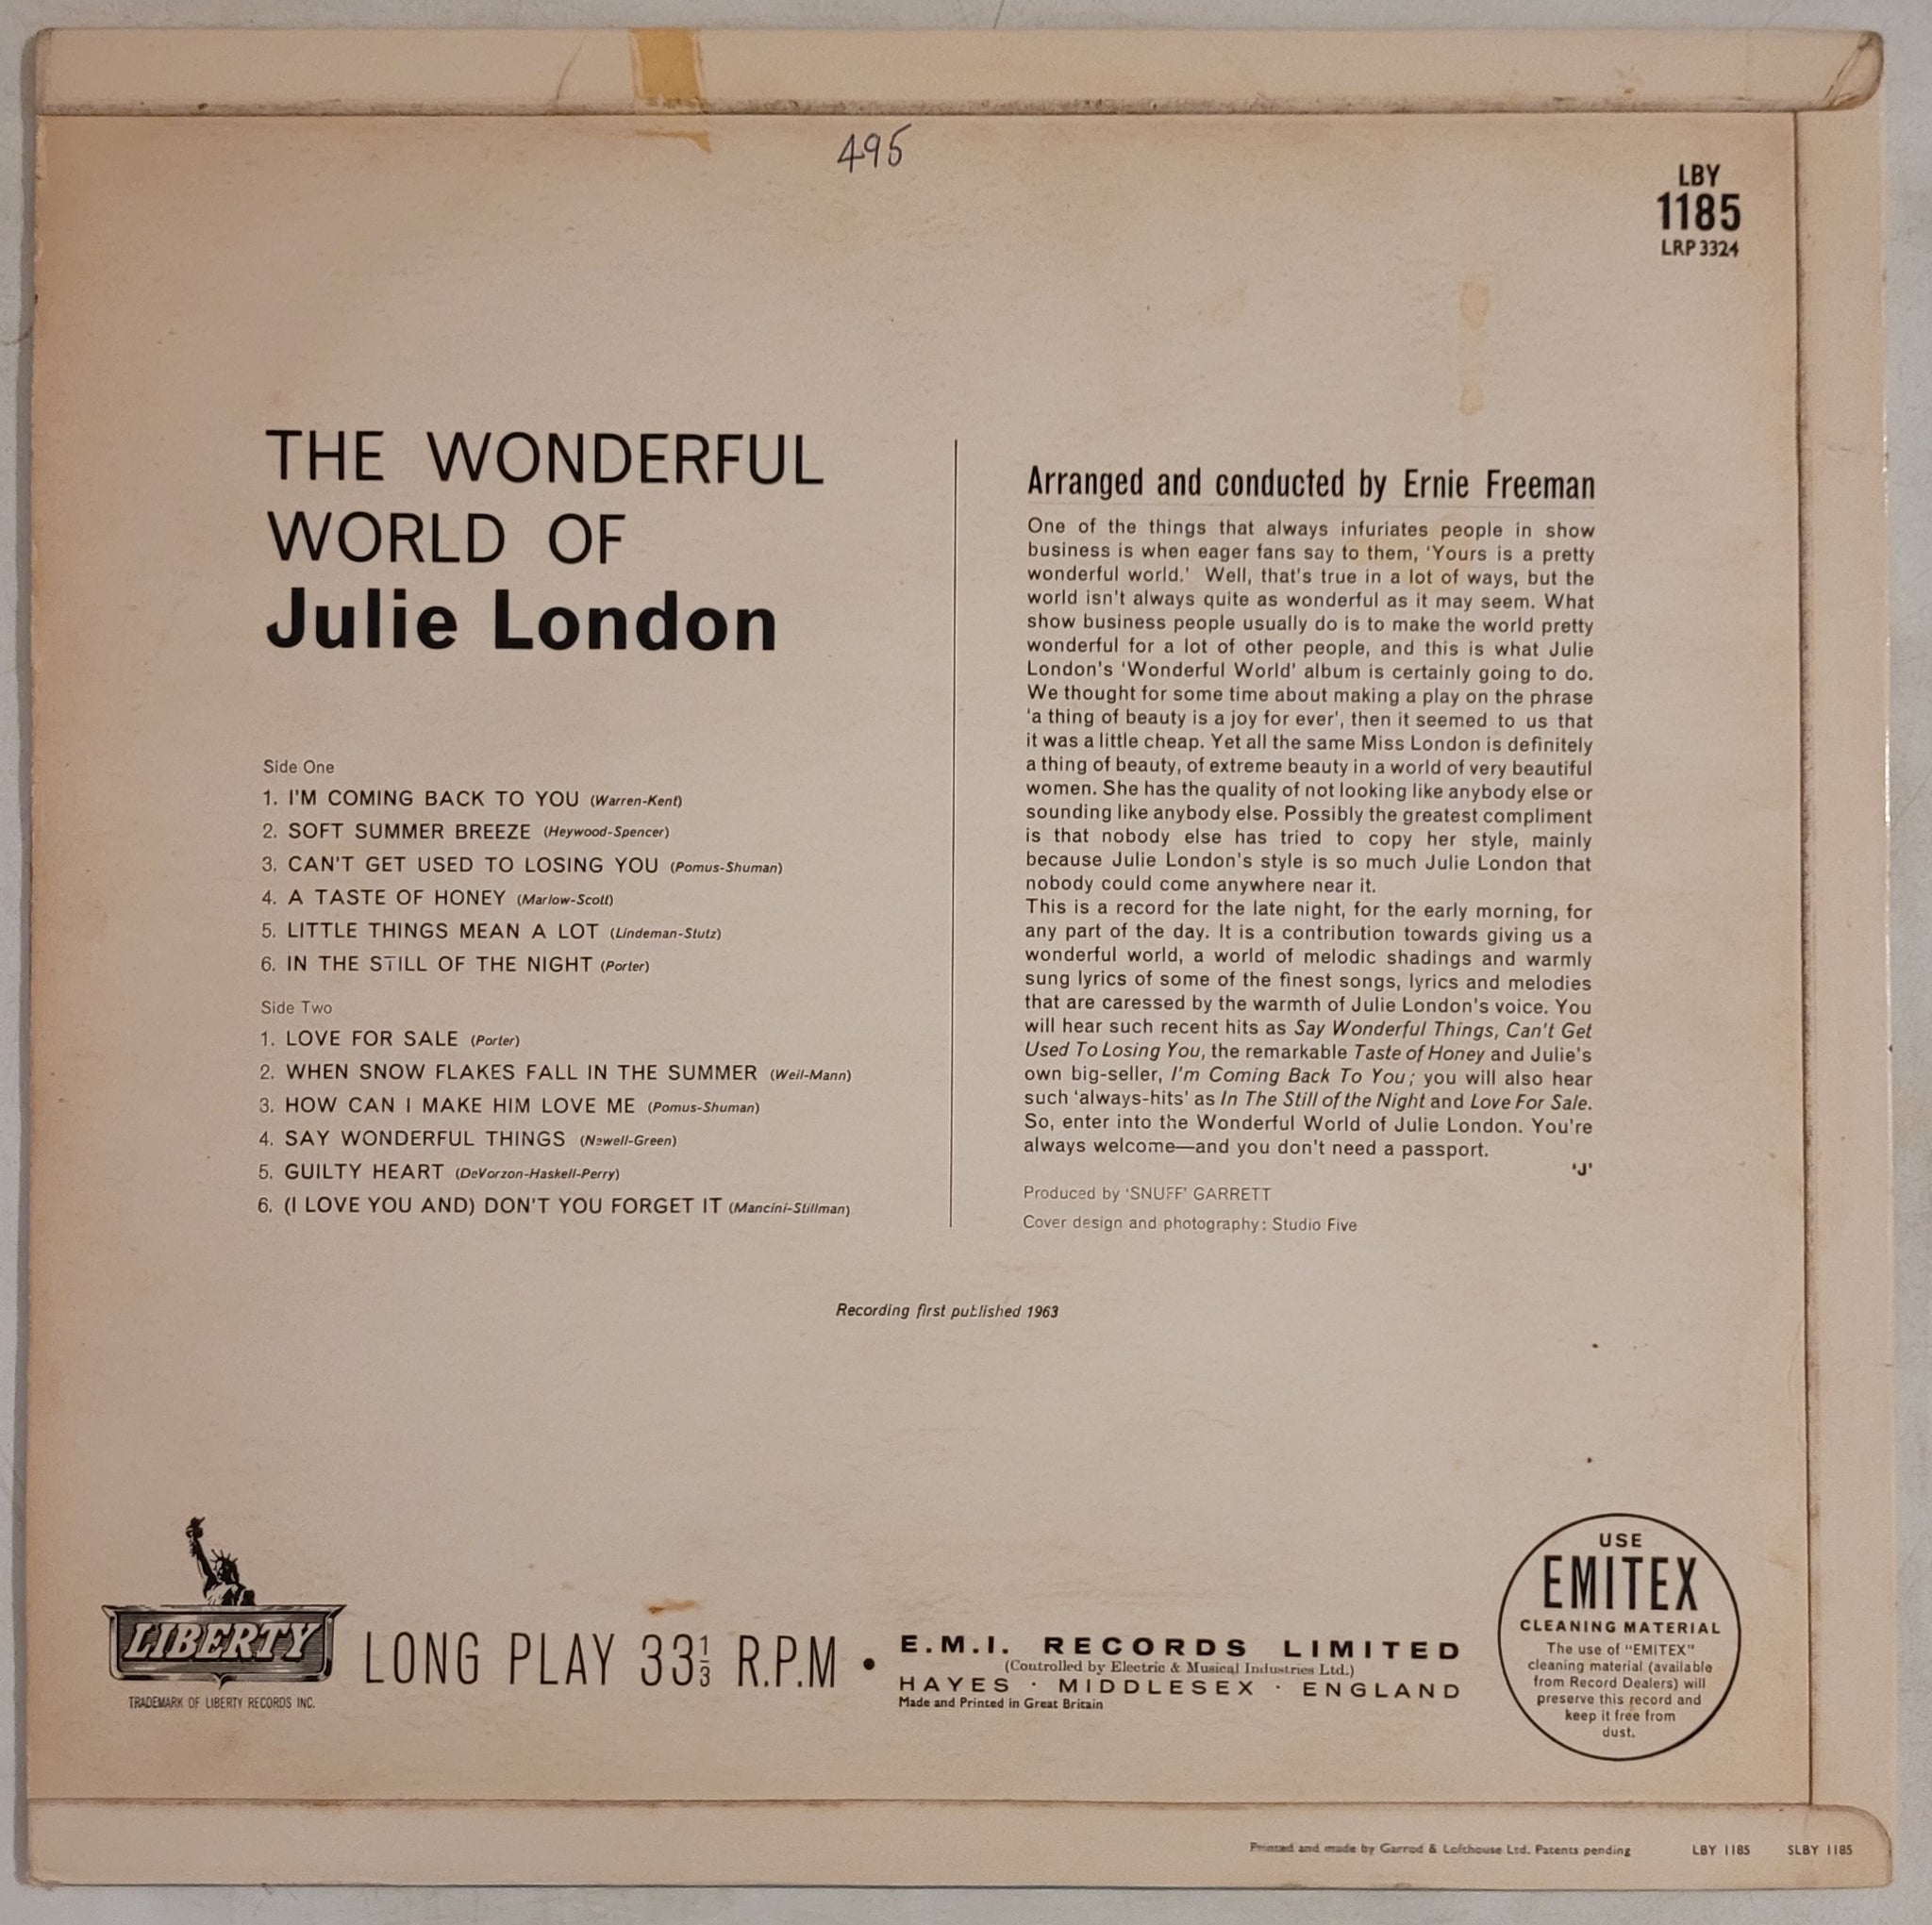 495
LBY
1185
LRP 3324
THE WONDERFUL
WORLD OF
Julie London
Side One
1. I'M COMING BACK TO YOU (Warren-Kent)
2. SOFT SUMMER BREEZE (Heywood-Spencer)
3. CAN'T GET USED TO LOSING YOU (Pomus-Shuman)
4. A TASTE OF HONEY (Marlow-Scott)
5. LITTLE THINGS MEAN A LOT (Lindeman-Stutz)
6. IN THE STILL OF THE NIGHT (Porter)
Side Two
1. LOVE FOR SALE (Porter)
2. WHEN SNOW FLAKES FALL IN THE SUMMER (Weil-Mann)
3. HOW CAN I MAKE HIM LOVE ME (Pomus-Shuman)
4. SAY WONDERFUL THINGS (Newell-Green)
5. GUILTY HEART (DeVorzon-Haskell-Perry)
6. (I LOVE YOU AND) DON'T YOU FORGET IT (Mancini-Stillman)
Arranged and conducted by Ernie Freeman
One of the things that always infuriates people in show
business is when eager fans say to them, 'Yours is a pretty
wonderful world.' Well, that's true in a lot of ways, but the
world isn't always quite as wonderful as it may seem. What
show business people usually do is to make the world pretty
wonderful for a lot of other people, and this is what Julie
London's 'Wonderful World' album is certainly going to do.
We thought for some time about making a play on the phrase
'a thing of beauty is a joy for ever', then it seemed to us that
it was a little cheap. Yet all the same Miss London is definitely
a thing of beauty, of extreme beauty in a world of very beautiful
women. She has the quality of not looking like anybody else or
sounding like anybody else. Possibly the greatest compliment
is that nobody else has tried to copy her style, mainly
because Julie London's style is so much Julie London that
nobody could come anywhere near it.
This is a record for the late night, for the early morning, for
any part of the day. It is a contribution towards giving us a
wonderful world, a world of melodic shadings and warmly
sung lyrics of some of the finest songs, lyrics and melodies
that are caressed by the warmth of Julie London's voice. You
will hear such recent hits as Say Wonderful Things, Can't Get
Used To Losing You, the remarkable Taste of Honey and Julie's
own big-seller, I'm Coming Back To You; you will also hear
such 'always-hits' as In The Still of the Night and Love For Sale.
So, enter into the Wonderful World of Julie London. You're
always welcome—and you don't need a passport.
'J'
Produced by 'SNUFF' GARRETT
Cover design and photography: Studio Five
Recording first published 1963
LIBERTY
TRADEMARK OF LIBERTY RECORDS INC.
LONG PLAY 33⅓ R.P.M •
E.M.I. RECORDS LIMITED
(Controlled by Electric & Musical Industries Ltd.)
HAYES · MIDDLESEX · ENGLAND
Made and Printed in Great Britain
USE
EMITEX
CLEANING MATERIAL
The use of "EMITEX"
cleaning material (available
from Record Dealers) will
preserve this record and
keep it free from
dust.
Printed and made by Garrod & Lofthouse Ltd. Patents pending LBY 1185 SLBY 1185